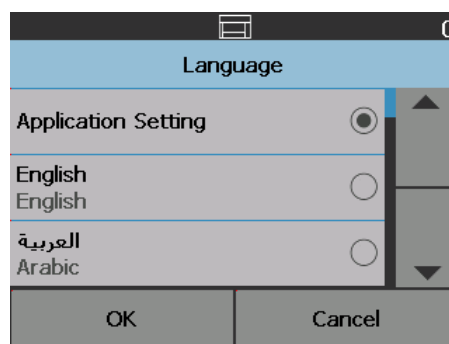 Language
Application Setting
English
English
العربية
Arabic
OK
Cancel